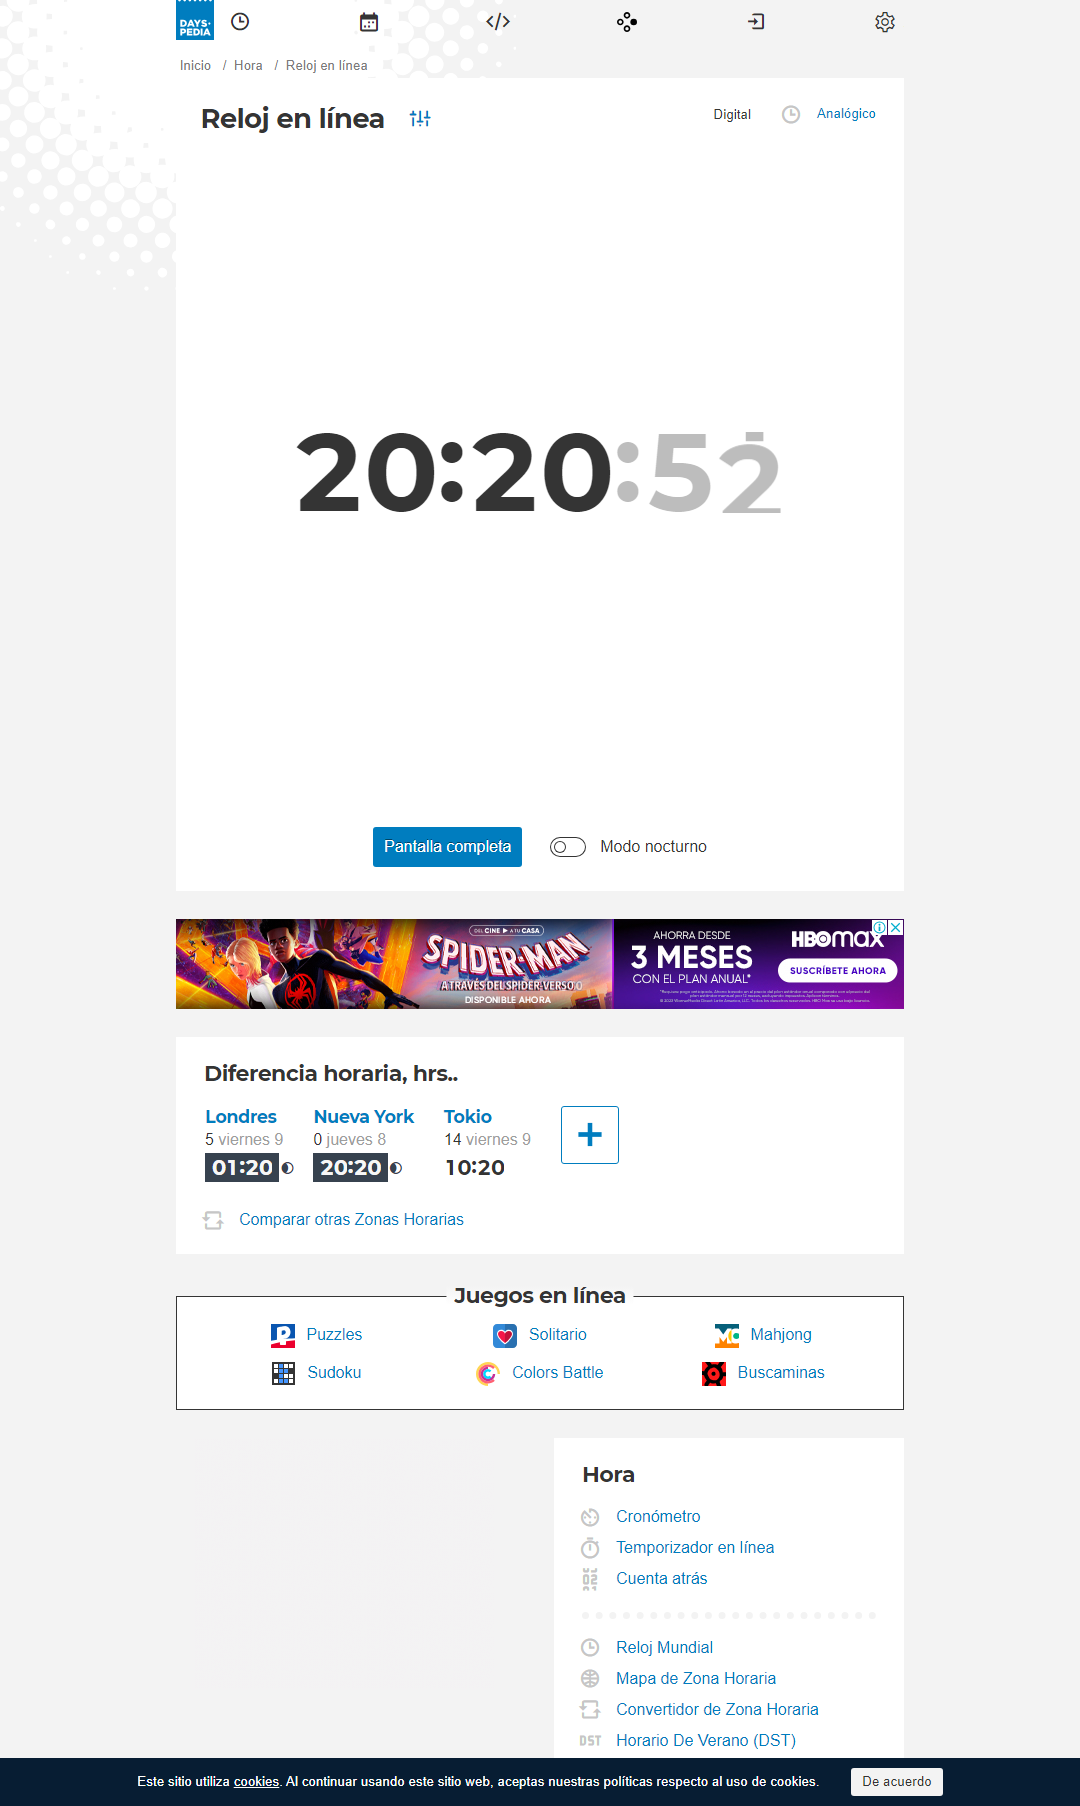 DAYS•
PEDIA
Inicio / Hora / Reloj en línea
Reloj en línea
Digital
Analógico
20:20:52
Pantalla completa
Modo nocturno
DEL CINE ▶ A TU CASA
SPIDER-MAN
A TRAVÉS DEL SPIDER-VERSO
DISPONIBLE AHORA
AHORRA DESDE
3 MESES
CON EL PLAN ANUAL*
HBOmax
SUSCRÍBETE AHORA
Diferencia horaria, hrs..
Londres
5 viernes 9
01:20
Nueva York
0 jueves 8
20:20
Tokio
14 viernes 9
10:20
Comparar otras Zonas Horarias
Juegos en línea
Puzzles
Solitario
Mahjong
Sudoku
Colors Battle
Buscaminas
Hora
Cronómetro
Temporizador en línea
Cuenta atrás
Reloj Mundial
Mapa de Zona Horaria
Convertidor de Zona Horaria
DST Horario De Verano (DST)
Este sitio utiliza cookies. Al continuar usando este sitio web, aceptas nuestras políticas respecto al uso de cookies.
De acuerdo